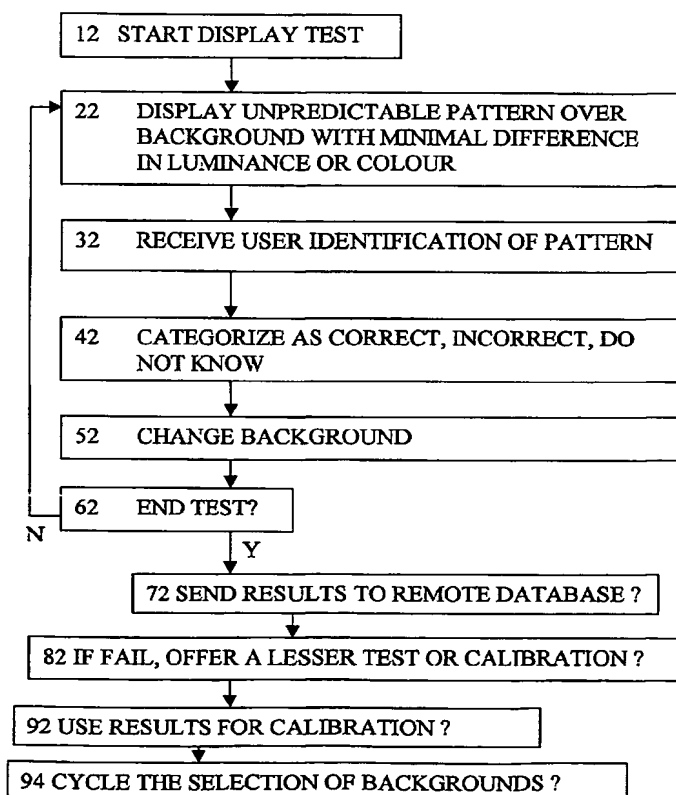 12 START DISPLAY TEST
22 DISPLAY UNPREDICTABLE PATTERN OVER
BACKGROUND WITH MINIMAL DIFFERENCE
IN LUMINANCE OR COLOUR
32 RECEIVE USER IDENTIFICATION OF PATTERN
42 CATEGORIZE AS CORRECT, INCORRECT, DO
NOT KNOW
52 CHANGE BACKGROUND
62 END TEST?
N
Y
72 SEND RESULTS TO REMOTE DATABASE ?
82 IF FAIL, OFFER A LESSER TEST OR CALIBRATION ?
92 USE RESULTS FOR CALIBRATION ?
94 CYCLE THE SELECTION OF BACKGROUNDS ?